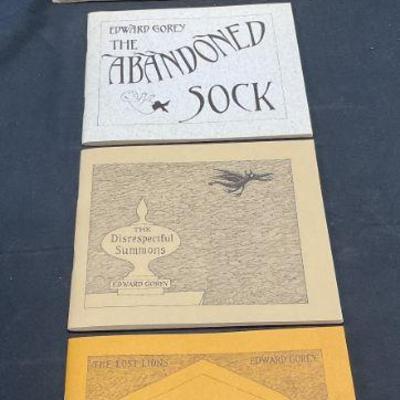 EDWARD GOREY
THE
ABANDONED
SOCK
THE
Disrespectful
Summons
EDWARD GOREY
THE LOST LIONS EDWARD GOREY